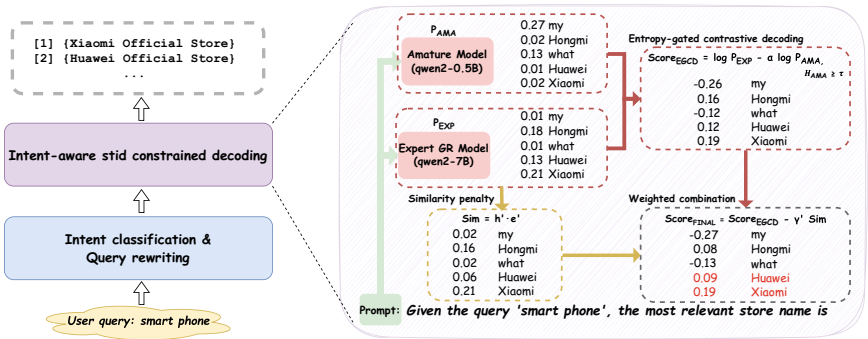 [1] {Xiaomi Official Store}
[2] {Huawei Official Store}
...
Intent-aware stid constrained decoding
Intent classification &
Query rewriting
User query: smart phone
P_AMA
Amature Model
(qwen2-0.5B)
0.27 my
0.02 Hongmi
0.13 what
0.01 Huawei
0.02 Xiaomi
P_EXP
Expert GR Model
(qwen2-7B)
0.01 my
0.18 Hongmi
0.01 what
0.13 Huawei
0.21 Xiaomi
Entropy-gated contrastive decoding
Score_EGCD = log P_EXP - α log P_AMA,
H_AMA ≥ τ
-0.26 my
0.16 Hongmi
-0.12 what
0.12 Huawei
0.19 Xiaomi
Similarity penalty
Sim = h' · e'
0.02 my
0.16 Hongmi
0.02 what
0.06 Huawei
0.21 Xiaomi
Weighted combination
Score_FINAL = Score_EGCD - γ' Sim
-0.27 my
0.08 Hongmi
-0.13 what
0.09 Huawei
0.19 Xiaomi
Prompt: Given the query 'smart phone', the most relevant store name is